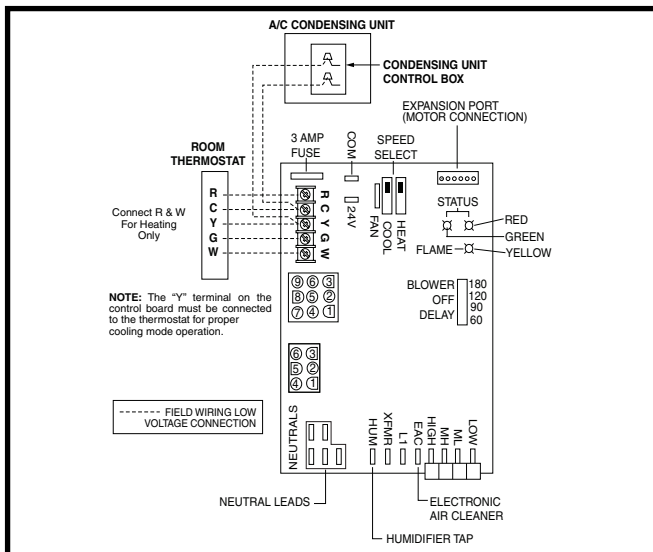 A/C CONDENSING UNIT
CONDENSING UNIT
CONTROL BOX
EXPANSION PORT
(MOTOR CONNECTION)
3 AMP
FUSE
COM
SPEED
SELECT
ROOM
THERMOSTAT
R
C
Y
G
W
Connect R & W
For Heating
Only
R
C
Y
G
W
24V
FAN
COOL
HEAT
STATUS
RED
GREEN
FLAME
YELLOW
NOTE: The “Y” terminal on the
control board must be connected
to the thermostat for proper
cooling mode operation.
9 6 3
8 5 2
7 4 1
BLOWER
OFF
DELAY
180
120
90
60
6 3
5 2
4 1
FIELD WIRING LOW
VOLTAGE CONNECTION
NEUTRALS
HUM
XFMR
L1
EAC
HIGH
MH
ML
LOW
NEUTRAL LEADS
ELECTRONIC
AIR CLEANER
HUMIDIFIER TAP